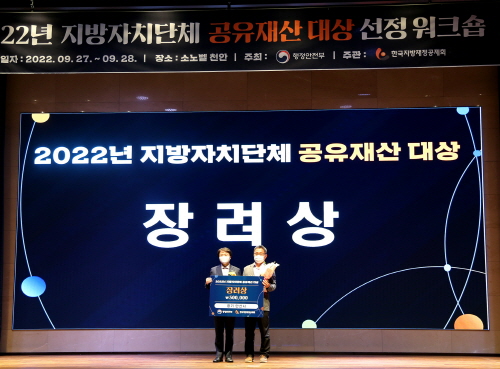 22년 지방자치단체 공유재산 대상 선정 워크숍
일자 : 2022. 09.27. ~ 09.28. | 장소 : 소노벨 천안 | 주최 : 행정안전부 | 주관 : 한국지방재정공제회
2022년 지방자치단체 공유재산 대상
장려상
장려상
₩500,000